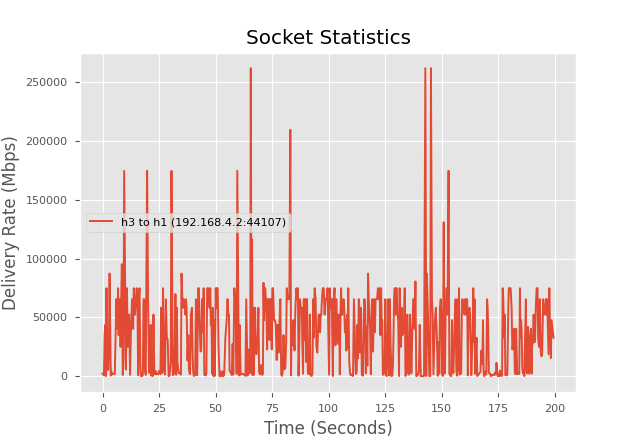 Socket Statistics
Delivery Rate (Mbps)
250000
200000
150000
100000
50000
0
h3 to h1 (192.168.4.2:44107)
0 25 50 75 100 125 150 175 200
Time (Seconds)